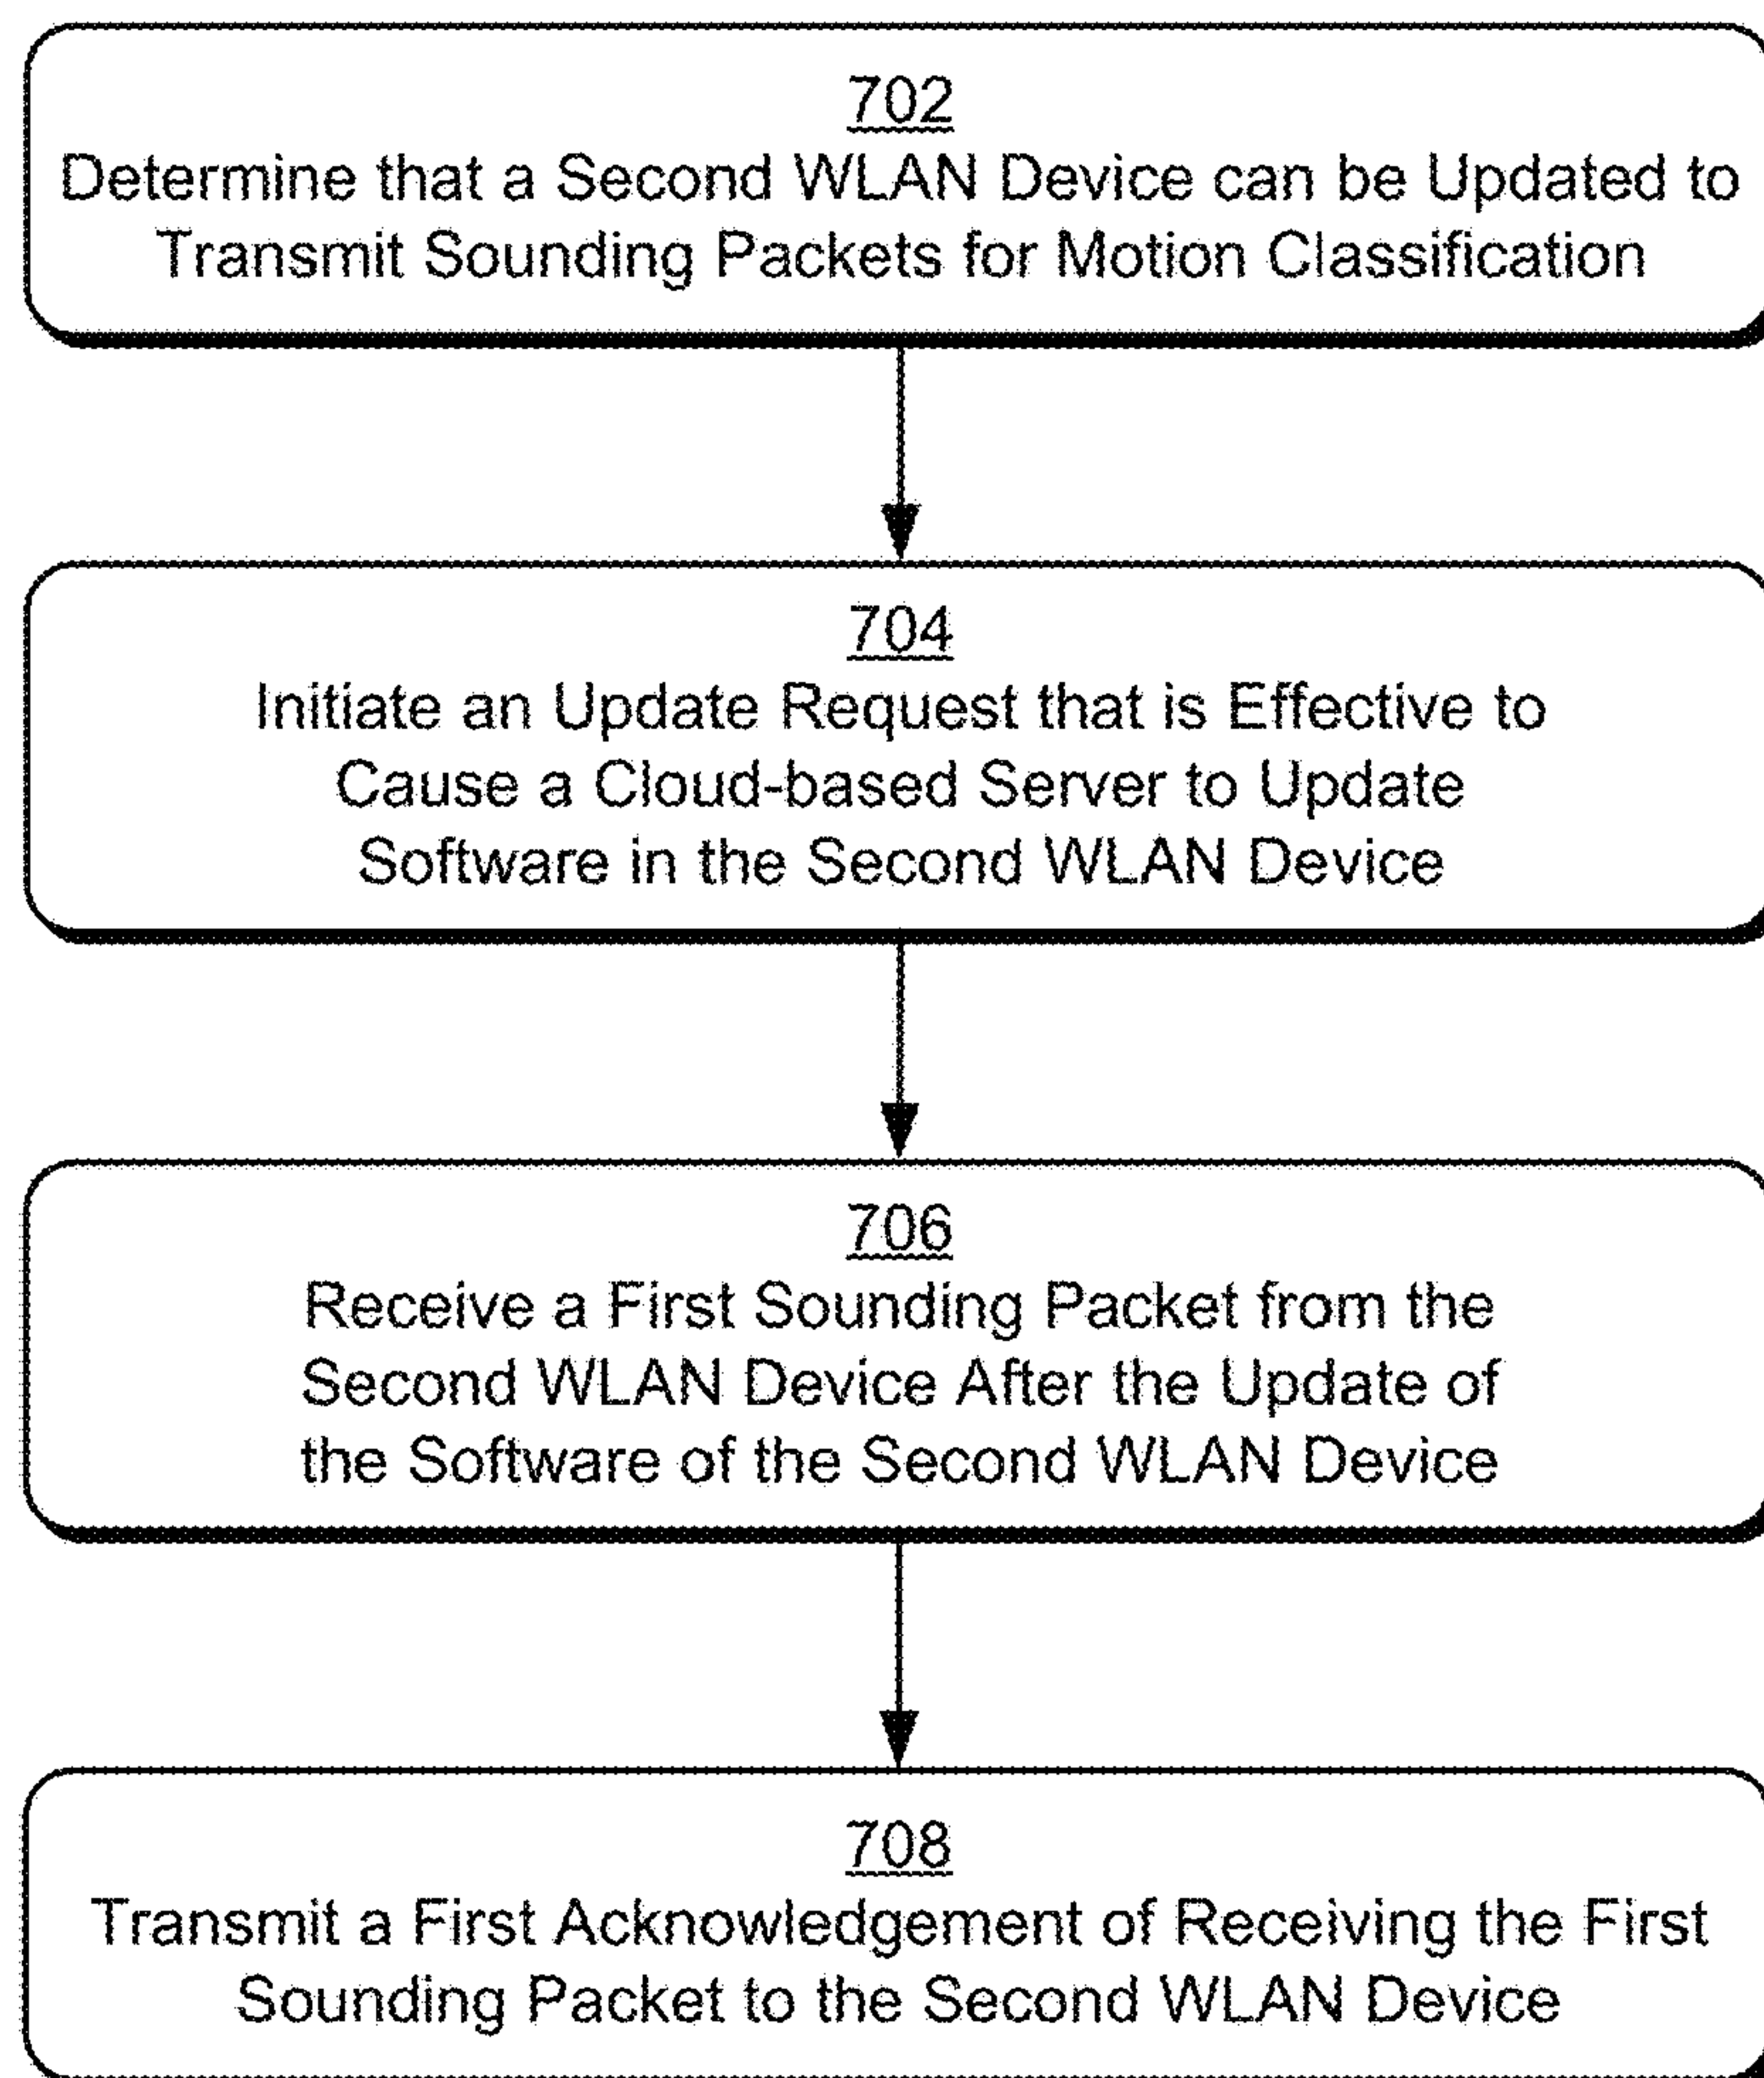 702
Determine that a Second WLAN Device can be Updated to
Transmit Sounding Packets for Motion Classification
704
Initiate an Update Request that is Effective to
Cause a Cloud-based Server to Update
Software in the Second WLAN Device
706
Receive a First Sounding Packet from the
Second WLAN Device After the Update of
the Software of the Second WLAN Device
708
Transmit a First Acknowledgement of Receiving the First
Sounding Packet to the Second WLAN Device